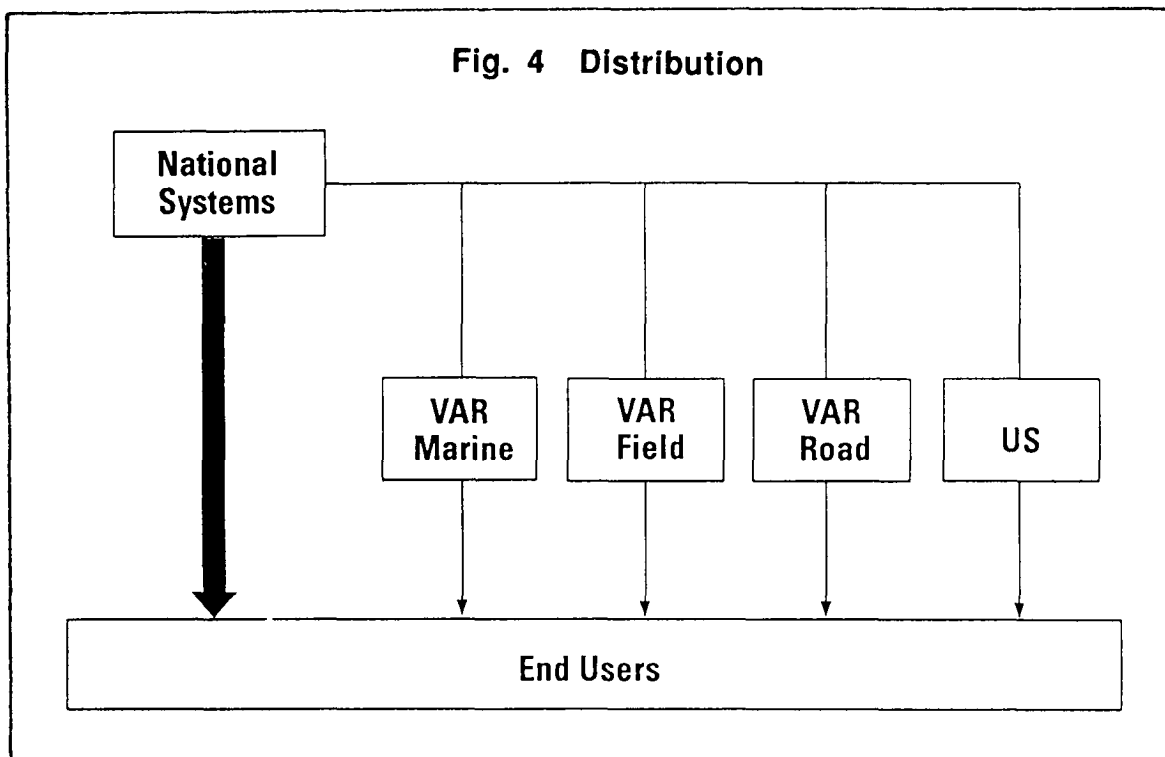 Fig. 4 Distribution
National
Systems
VAR
Marine
VAR
Field
VAR
Road
US
End Users